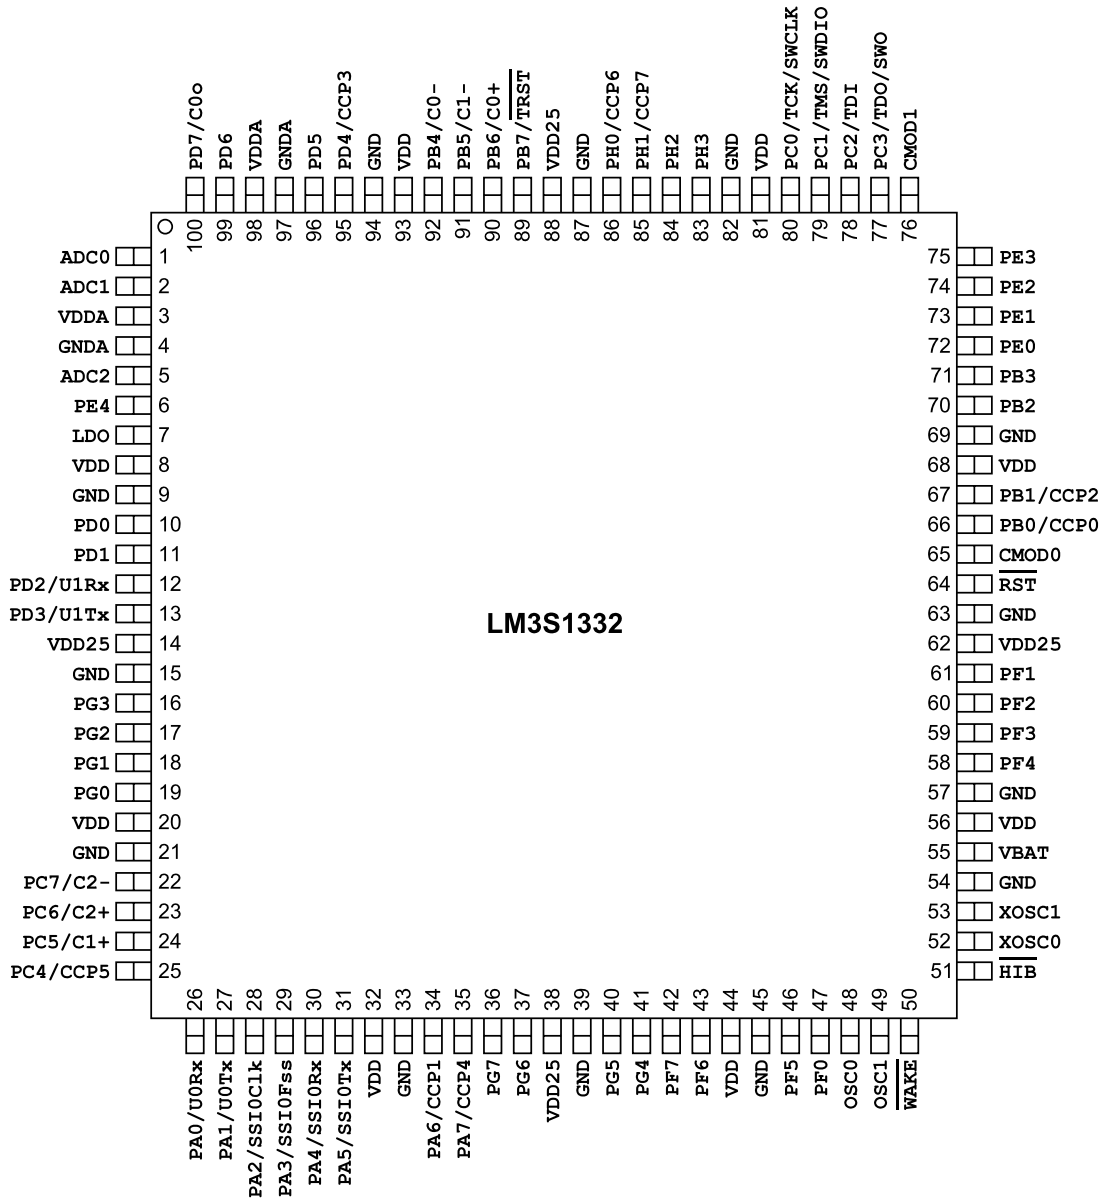 PD7/C0o
PD6
VDDA
GNDA
PD5
PD4/CCP3
GND
VDD
PB4/C0-
PB5/C1-
PB6/C0+
PB7/TRST
VDD25
GND
PH0/CCP6
PH1/CCP7
PH2
PH3
GND
VDD
PC0/TCK/SWCLK
PC1/TMS/SWDIO
PC2/TDI
PC3/TDO/SWO
CMOD1
100
99
98
97
96
95
94
93
92
91
90
89
88
87
86
85
84
83
82
81
80
79
78
77
76
ADC0 1
ADC1 2
VDDA 3
GNDA 4
ADC2 5
PE4 6
LDO 7
VDD 8
GND 9
PD0 10
PD1 11
PD2/U1Rx 12
PD3/U1Tx 13
VDD25 14
GND 15
PG3 16
PG2 17
PG1 18
PG0 19
VDD 20
GND 21
PC7/C2- 22
PC6/C2+ 23
PC5/C1+ 24
PC4/CCP5 25
LM3S1332
75 PE3
74 PE2
73 PE1
72 PE0
71 PB3
70 PB2
69 GND
68 VDD
67 PB1/CCP2
66 PB0/CCP0
65 CMOD0
64 RST
63 GND
62 VDD25
61 PF1
60 PF2
59 PF3
58 PF4
57 GND
56 VDD
55 VBAT
54 GND
53 XOSC1
52 XOSC0
51 HIB
26
27
28
29
30
31
32
33
34
35
36
37
38
39
40
41
42
43
44
45
46
47
48
49
50
PA0/U0Rx
PA1/U0Tx
PA2/SSI0Clk
PA3/SSI0Fss
PA4/SSI0Rx
PA5/SSI0Tx
VDD
GND
PA6/CCP1
PA7/CCP4
PG7
PG6
VDD25
GND
PG5
PG4
PF7
PF6
VDD
GND
PF5
PF0
OSC0
OSC1
WAKE